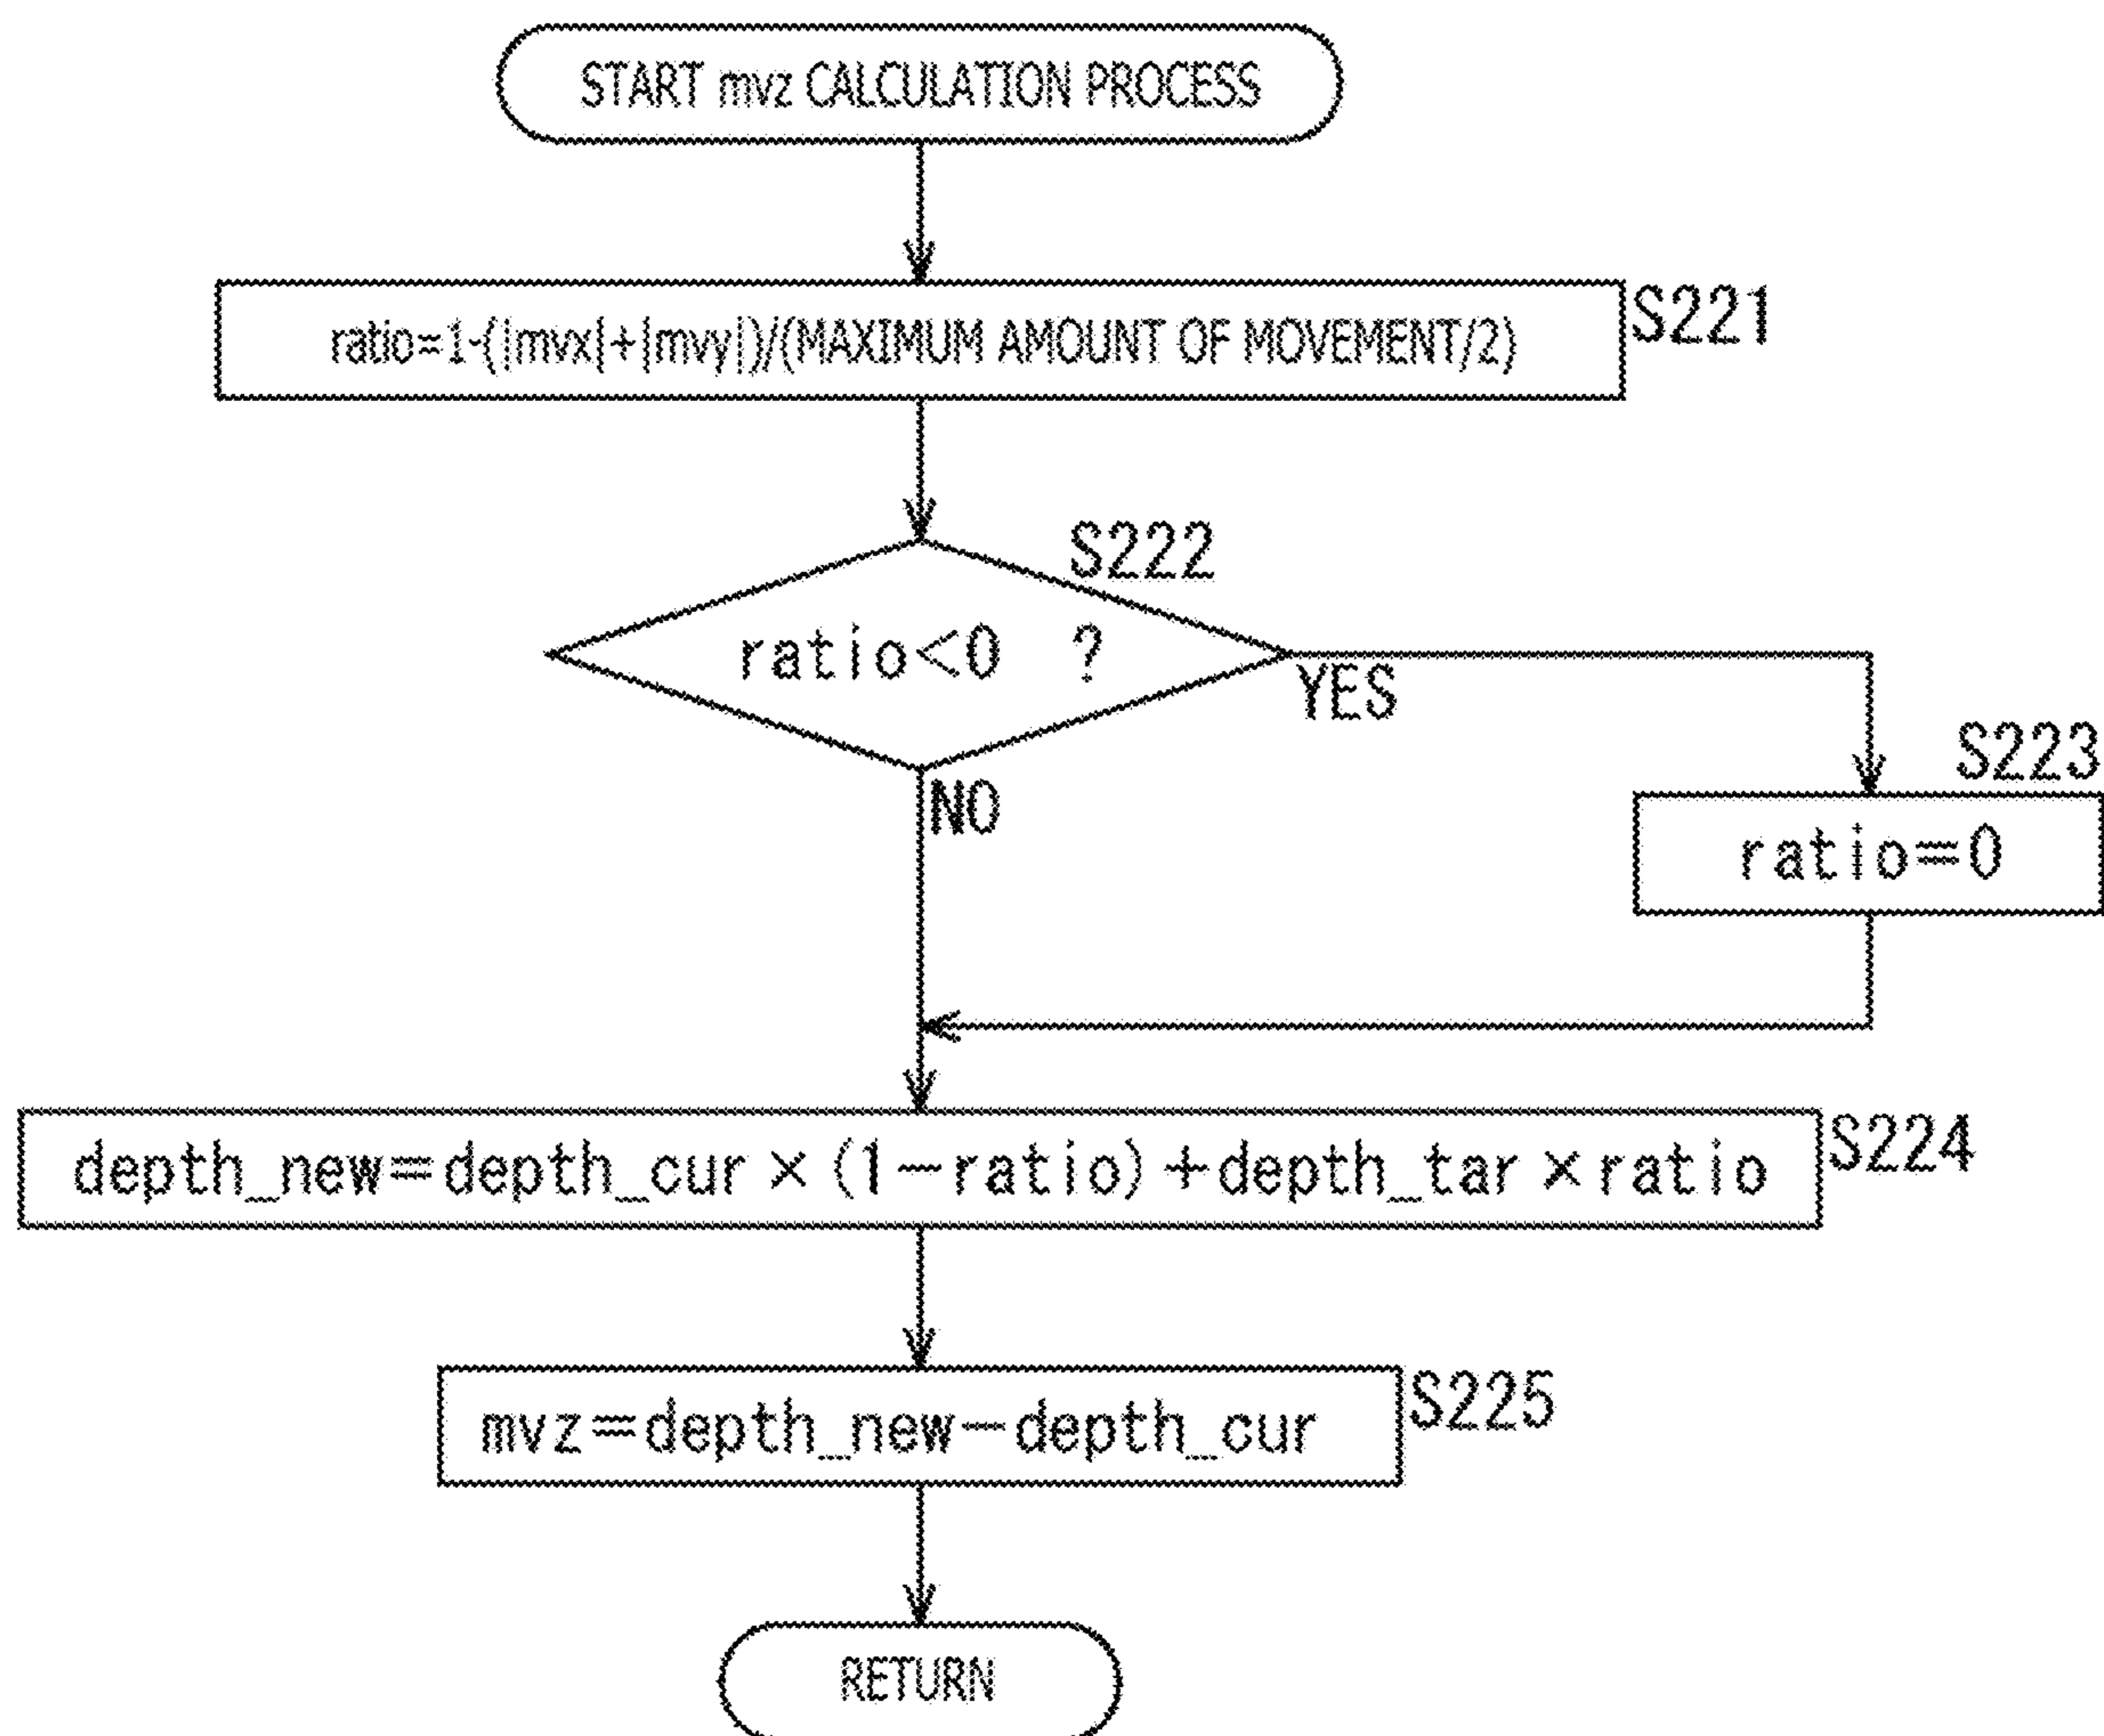 START mvz CALCULATION PROCESS
S221
ratio=1-(|mvx|+|mvy|)/(MAXIMUM AMOUNT OF MOVEMENT/2)
S222
ratio<0 ?
YES
NO
S223
ratio=0
S224
depth_new=depth_cur×(1-ratio)+depth_tar×ratio
S225
mvz=depth_new-depth_cur
RETURN